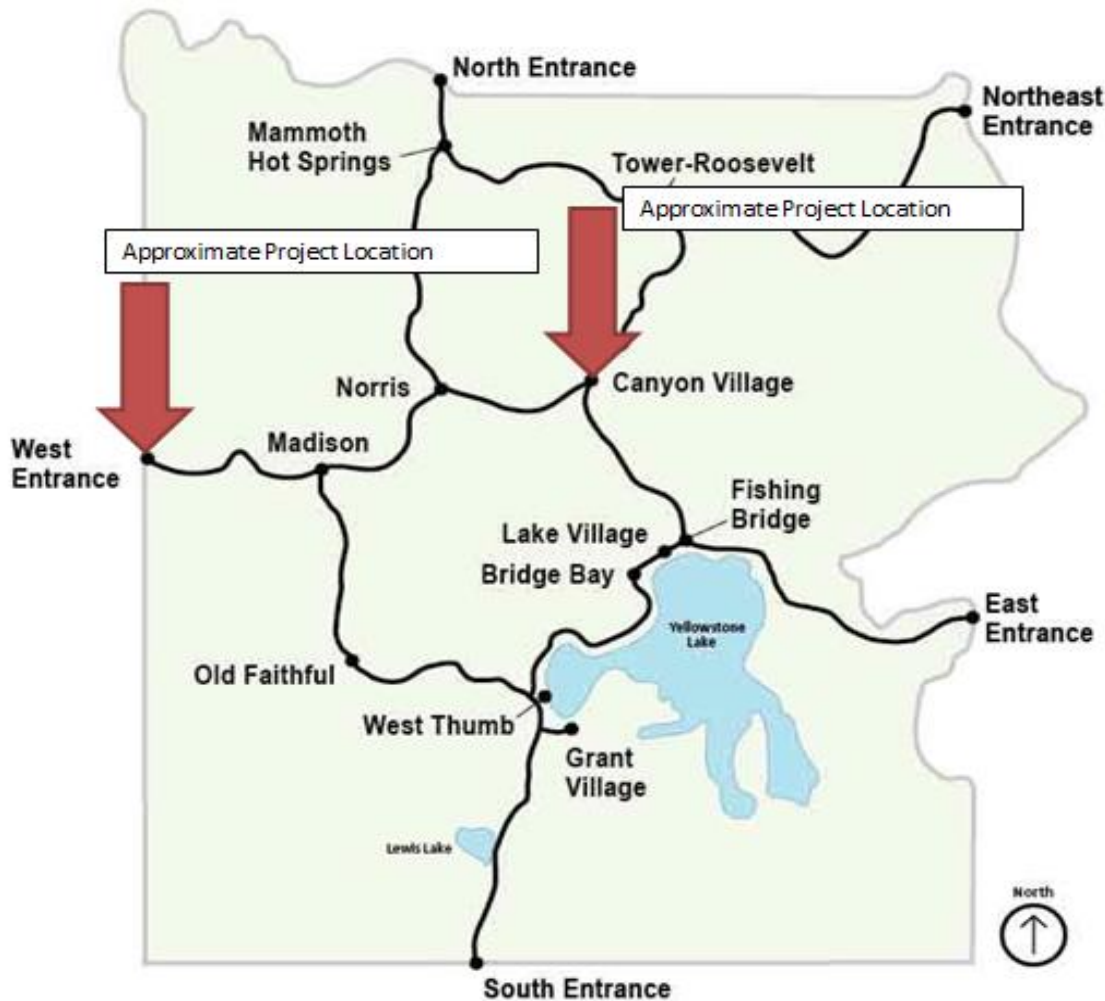 North Entrance
Northeast
Entrance
Mammoth
Hot Springs
Tower-Roosevelt
Approximate Project Location
Approximate Project Location
Norris
Canyon Village
West
Entrance
Madison
Fishing
Bridge
Lake Village
Bridge Bay
East
Entrance
Yellowstone
Lake
Old Faithful
West Thumb
Grant
Village
Lewis Lake
North
South Entrance